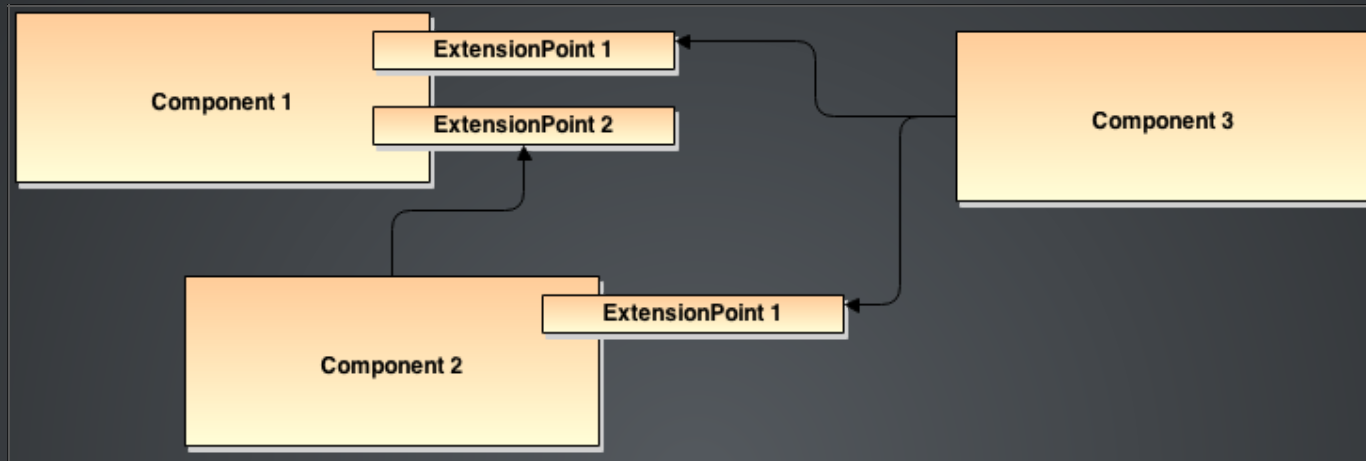 ExtensionPoint 1
Component 1
ExtensionPoint 2
Component 3
ExtensionPoint 1
Component 2